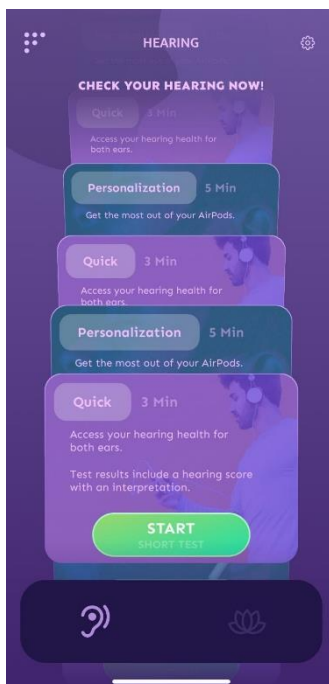 HEARING
CHECK YOUR HEARING NOW!
Quick 3 Min
Access your hearing health for
both ears.
Personalization 5 Min
Get the most out of your AirPods.
Quick 3 Min
Access your hearing health for
both ears.
Personalization 5 Min
Get the most out of your AirPods.
Quick 3 Min
Access your hearing health for
both ears.
Test results include a hearing score
with an interpretation.
START
SHORT TEST